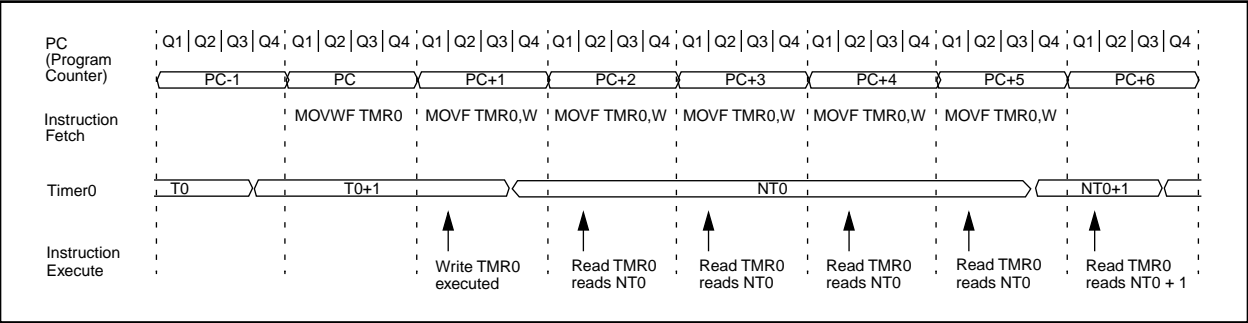 PC
(Program
Counter)
Q1 Q2 Q3 Q4 Q1 Q2 Q3 Q4 Q1 Q2 Q3 Q4 Q1 Q2 Q3 Q4 Q1 Q2 Q3 Q4 Q1 Q2 Q3 Q4 Q1 Q2 Q3 Q4 Q1 Q2 Q3 Q4
PC-1 PC PC+1 PC+2 PC+3 PC+4 PC+5 PC+6
Instruction
Fetch
MOVWF TMR0 MOVF TMR0,W MOVF TMR0,W MOVF TMR0,W MOVF TMR0,W MOVF TMR0,W
Timer0
T0 T0+1 NT0 NT0+1
Instruction
Execute
Write TMR0
executed
Read TMR0
reads NT0
Read TMR0
reads NT0
Read TMR0
reads NT0
Read TMR0
reads NT0
Read TMR0
reads NT0 + 1